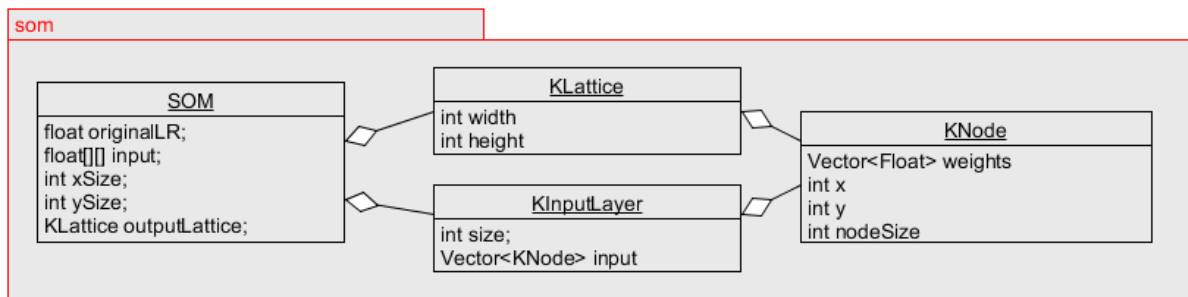 som
SOM
float originalLR;
float[][] input;
int xSize;
int ySize;
KLattice outputLattice;
KLattice
int width
int height
KInputLayer
int size;
Vector<KNode> input
KNode
Vector<Float> weights
int x
int y
int nodeSize